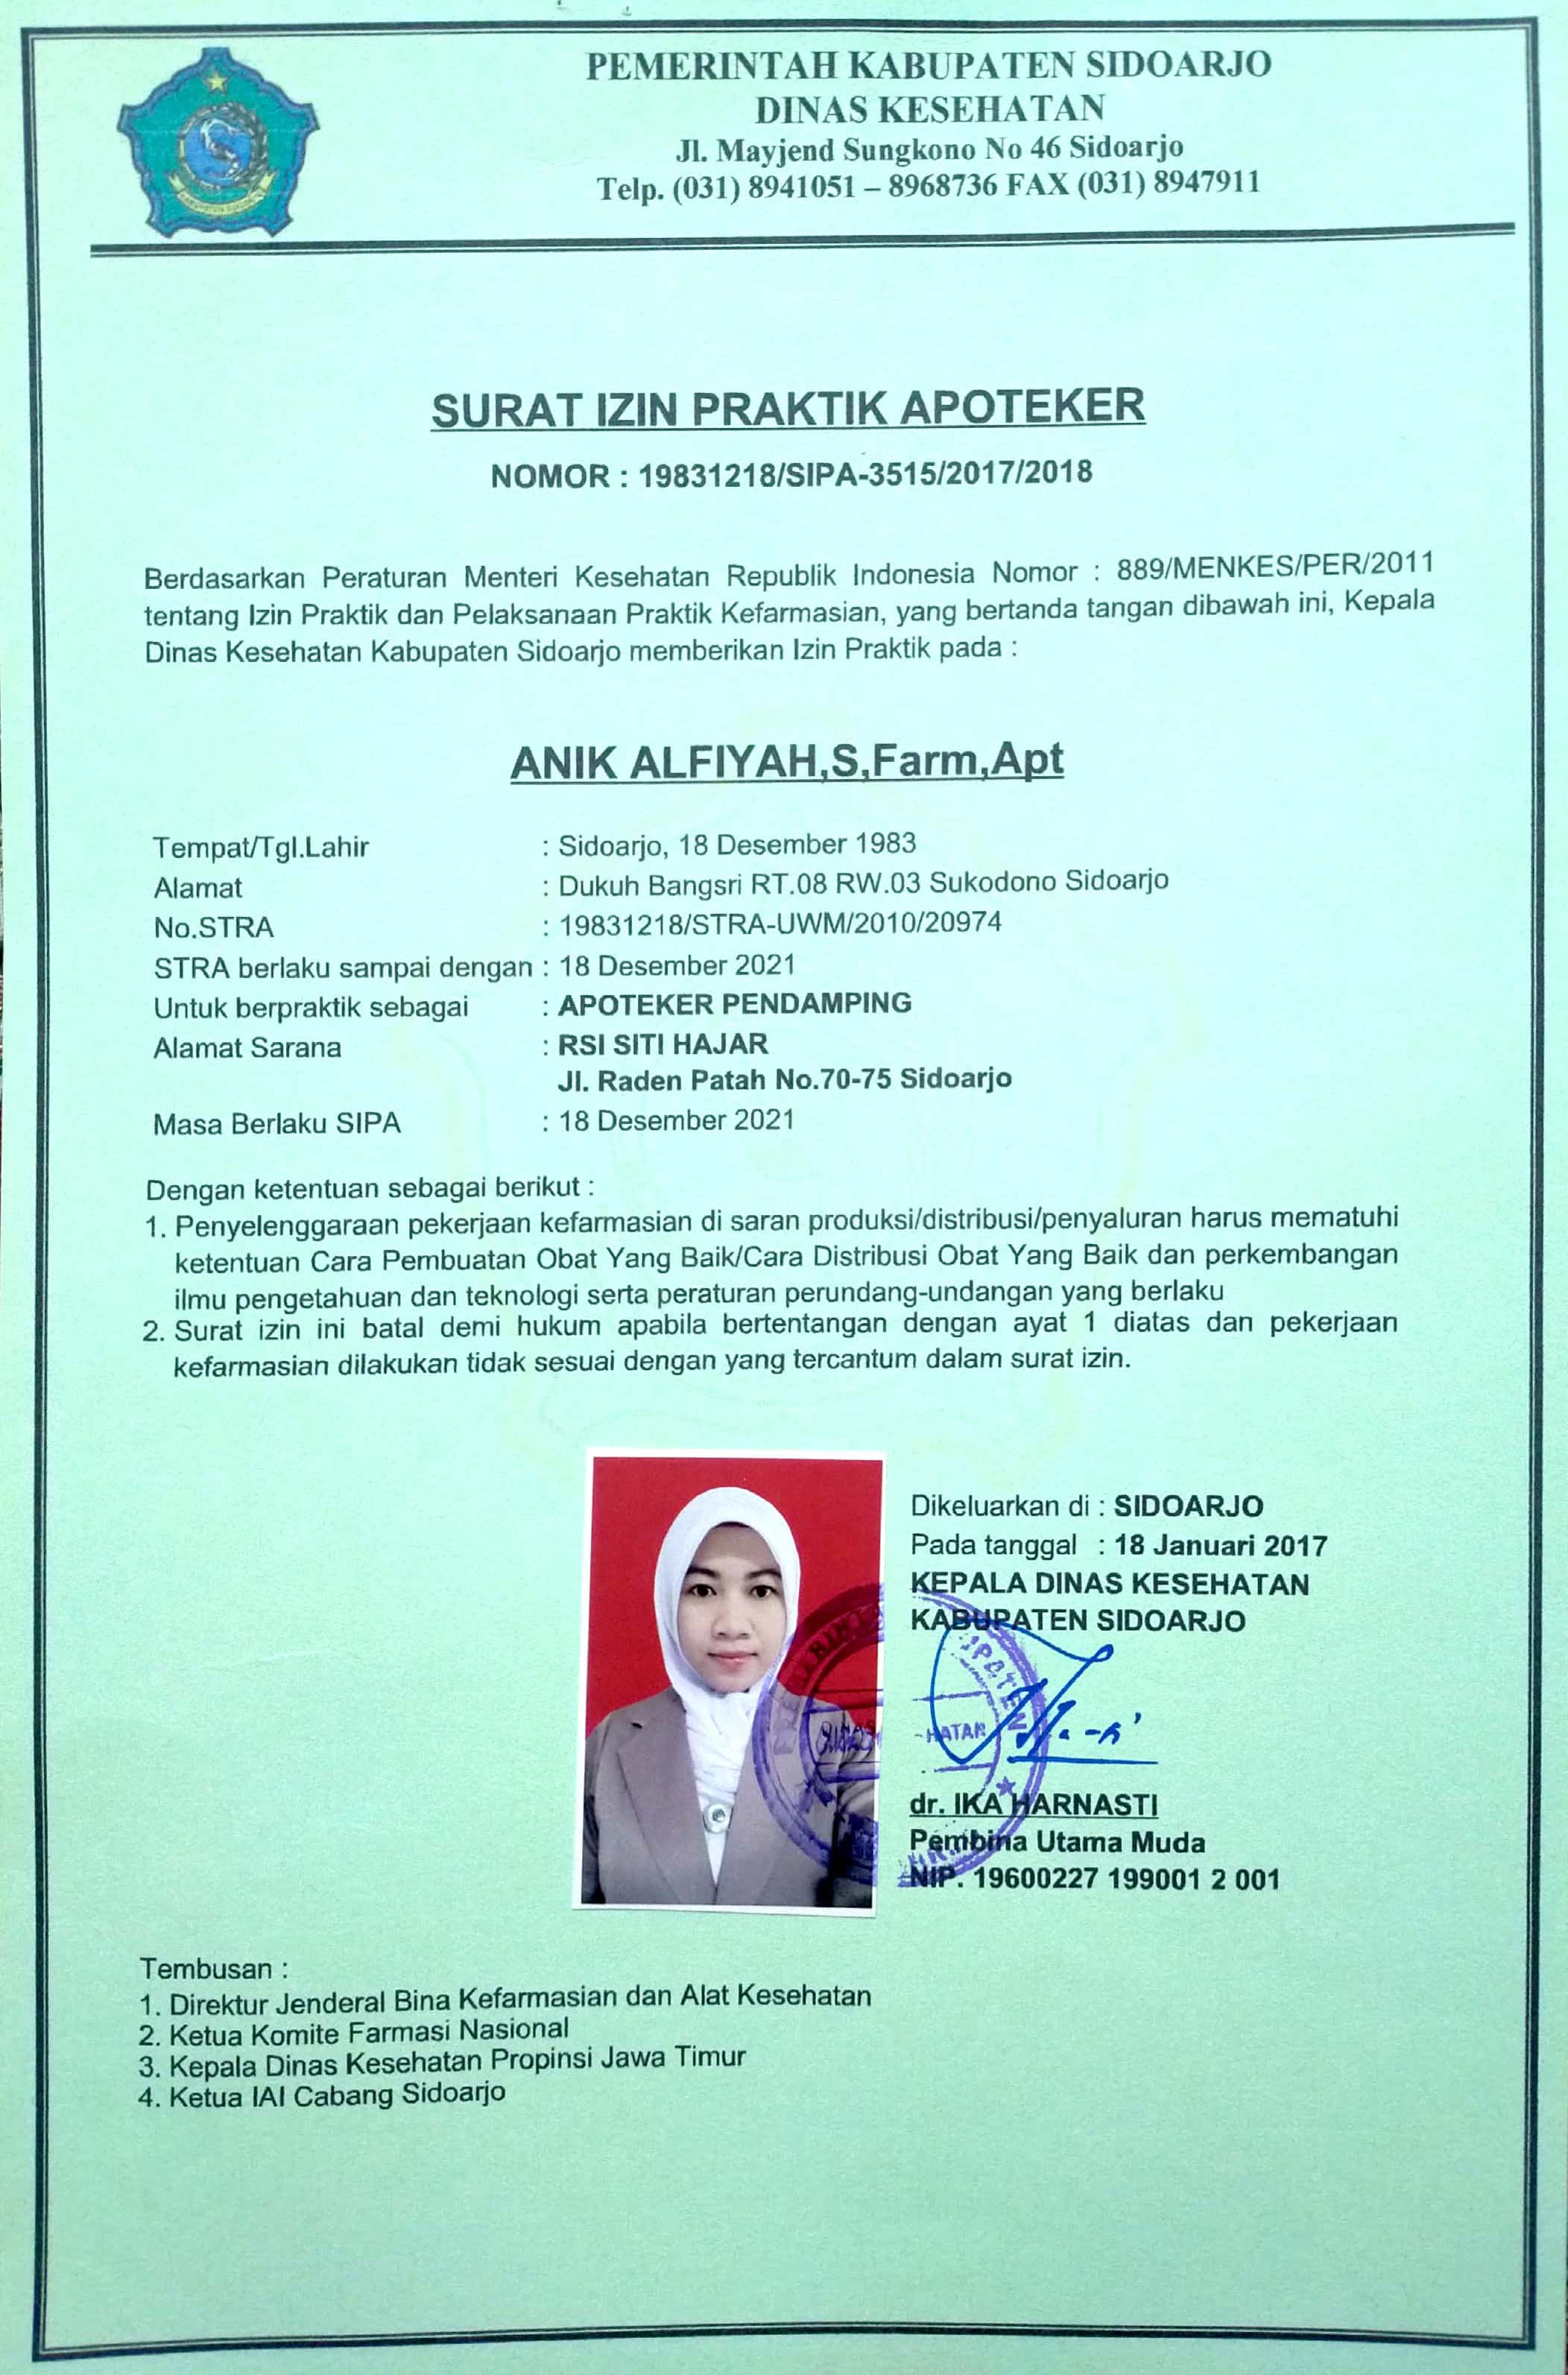 PEMERINTAH KABUPATEN SIDOARJO
DINAS KESEHATAN
Jl. Mayjend Sungkono No 46 Sidoarjo
Telp. (031) 8941051 – 8968736 FAX (031) 8947911
SURAT IZIN PRAKTIK APOTEKER
NOMOR : 19831218/SIPA-3515/2017/2018
Berdasarkan Peraturan Menteri Kesehatan Republik Indonesia Nomor : 889/MENKES/PER/2011
tentang Izin Praktik dan Pelaksanaan Praktik Kefarmasian, yang bertanda tangan dibawah ini, Kepala
Dinas Kesehatan Kabupaten Sidoarjo memberikan Izin Praktik pada :
ANIK ALFIYAH,S,Farm,Apt
Tempat/Tgl.Lahir : Sidoarjo, 18 Desember 1983
Alamat : Dukuh Bangsri RT.08 RW.03 Sukodono Sidoarjo
No.STRA : 19831218/STRA-UWM/2010/20974
STRA berlaku sampai dengan : 18 Desember 2021
Untuk berpraktik sebagai : APOTEKER PENDAMPING
Alamat Sarana : RSI SITI HAJAR
Jl. Raden Patah No.70-75 Sidoarjo
Masa Berlaku SIPA : 18 Desember 2021
Dengan ketentuan sebagai berikut :
1. Penyelenggaraan pekerjaan kefarmasian di saran produksi/distribusi/penyaluran harus mematuhi
ketentuan Cara Pembuatan Obat Yang Baik/Cara Distribusi Obat Yang Baik dan perkembangan
ilmu pengetahuan dan teknologi serta peraturan perundang-undangan yang berlaku
2. Surat izin ini batal demi hukum apabila bertentangan dengan ayat 1 diatas dan pekerjaan
kefarmasian dilakukan tidak sesuai dengan yang tercantum dalam surat izin.
Dikeluarkan di : SIDOARJO
Pada tanggal : 18 Januari 2017
KEPALA DINAS KESEHATAN
KABUPATEN SIDOARJO
dr. IKA HARNASTI
Pembina Utama Muda
NIP. 19600227 199001 2 001
Tembusan :
1. Direktur Jenderal Bina Kefarmasian dan Alat Kesehatan
2. Ketua Komite Farmasi Nasional
3. Kepala Dinas Kesehatan Propinsi Jawa Timur
4. Ketua IAI Cabang Sidoarjo